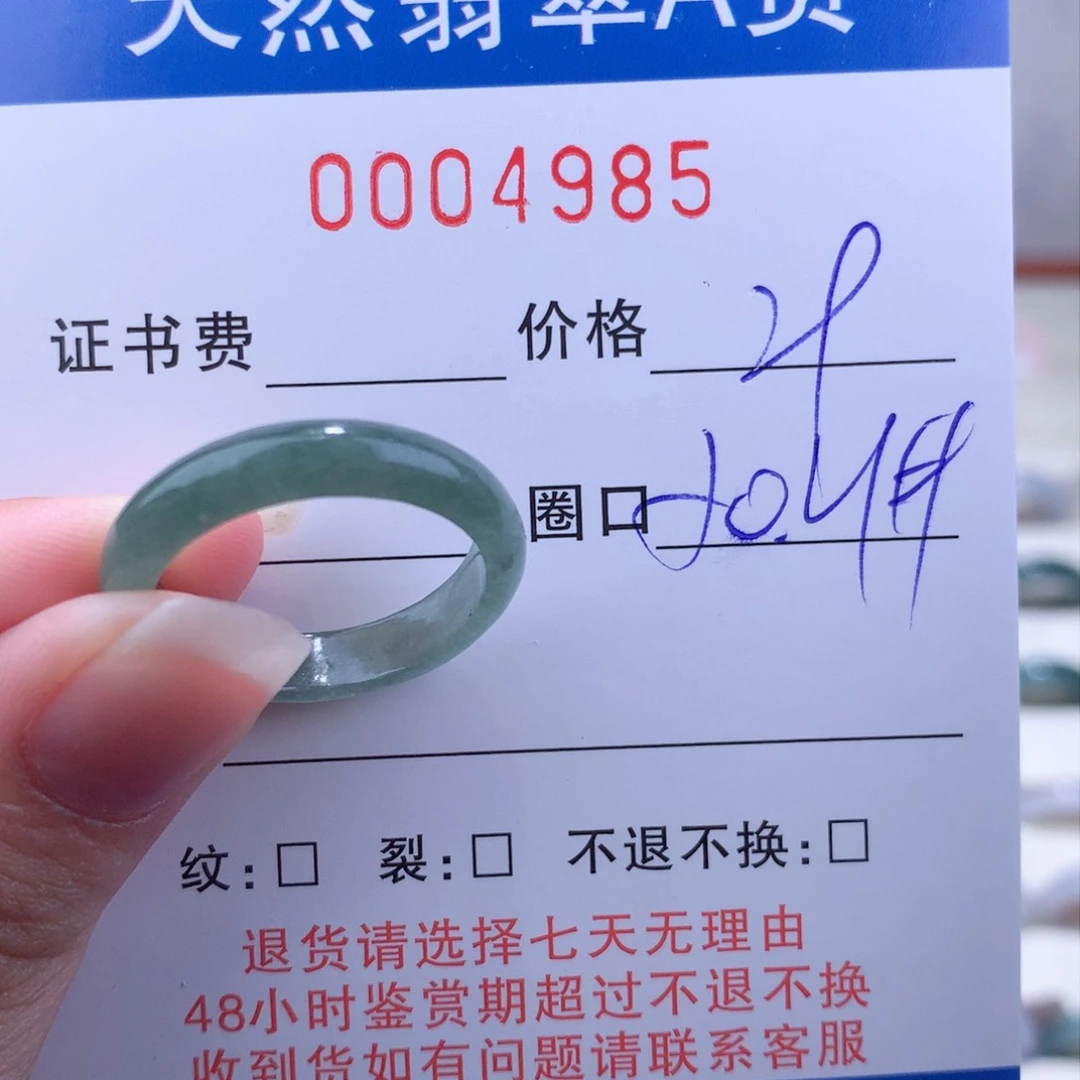 天然翡翠A货
0004985
证书费 价格
圈口
纹:□ 裂:□ 不退不换:□
退货请选择七天无理由
48小时鉴赏期超过不退不换
收到货如有问题请联系客服